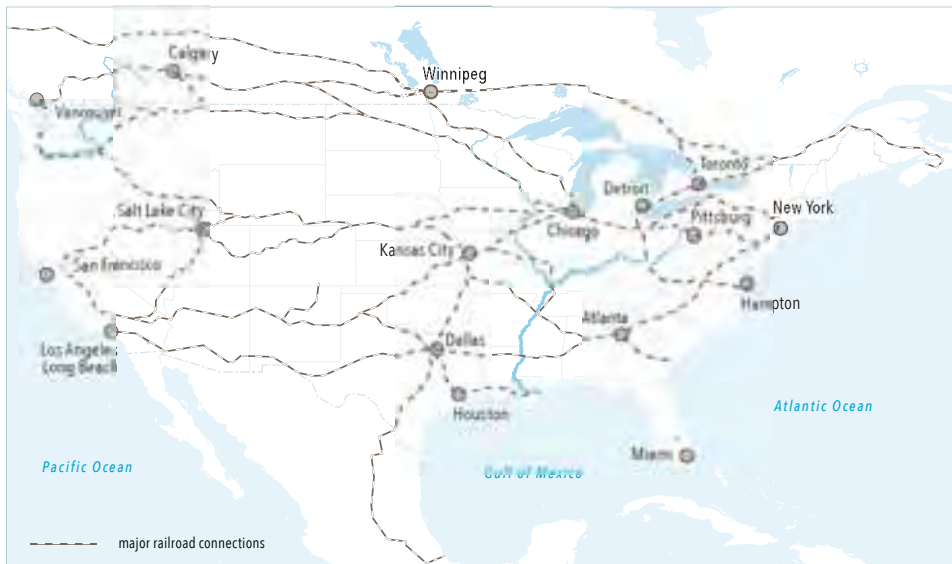 Calgary
Winnipeg
Vancouver
Toronto
Detroit
Salt Lake City
Pittsburg
New York
Chicago
Kansas City
San Francisco
Hampton
Atlanta
Dallas
Los Angeles
Long Beach
Houston
Atlantic Ocean
Miami
Pacific Ocean
Gulf of Mexico
major railroad connections